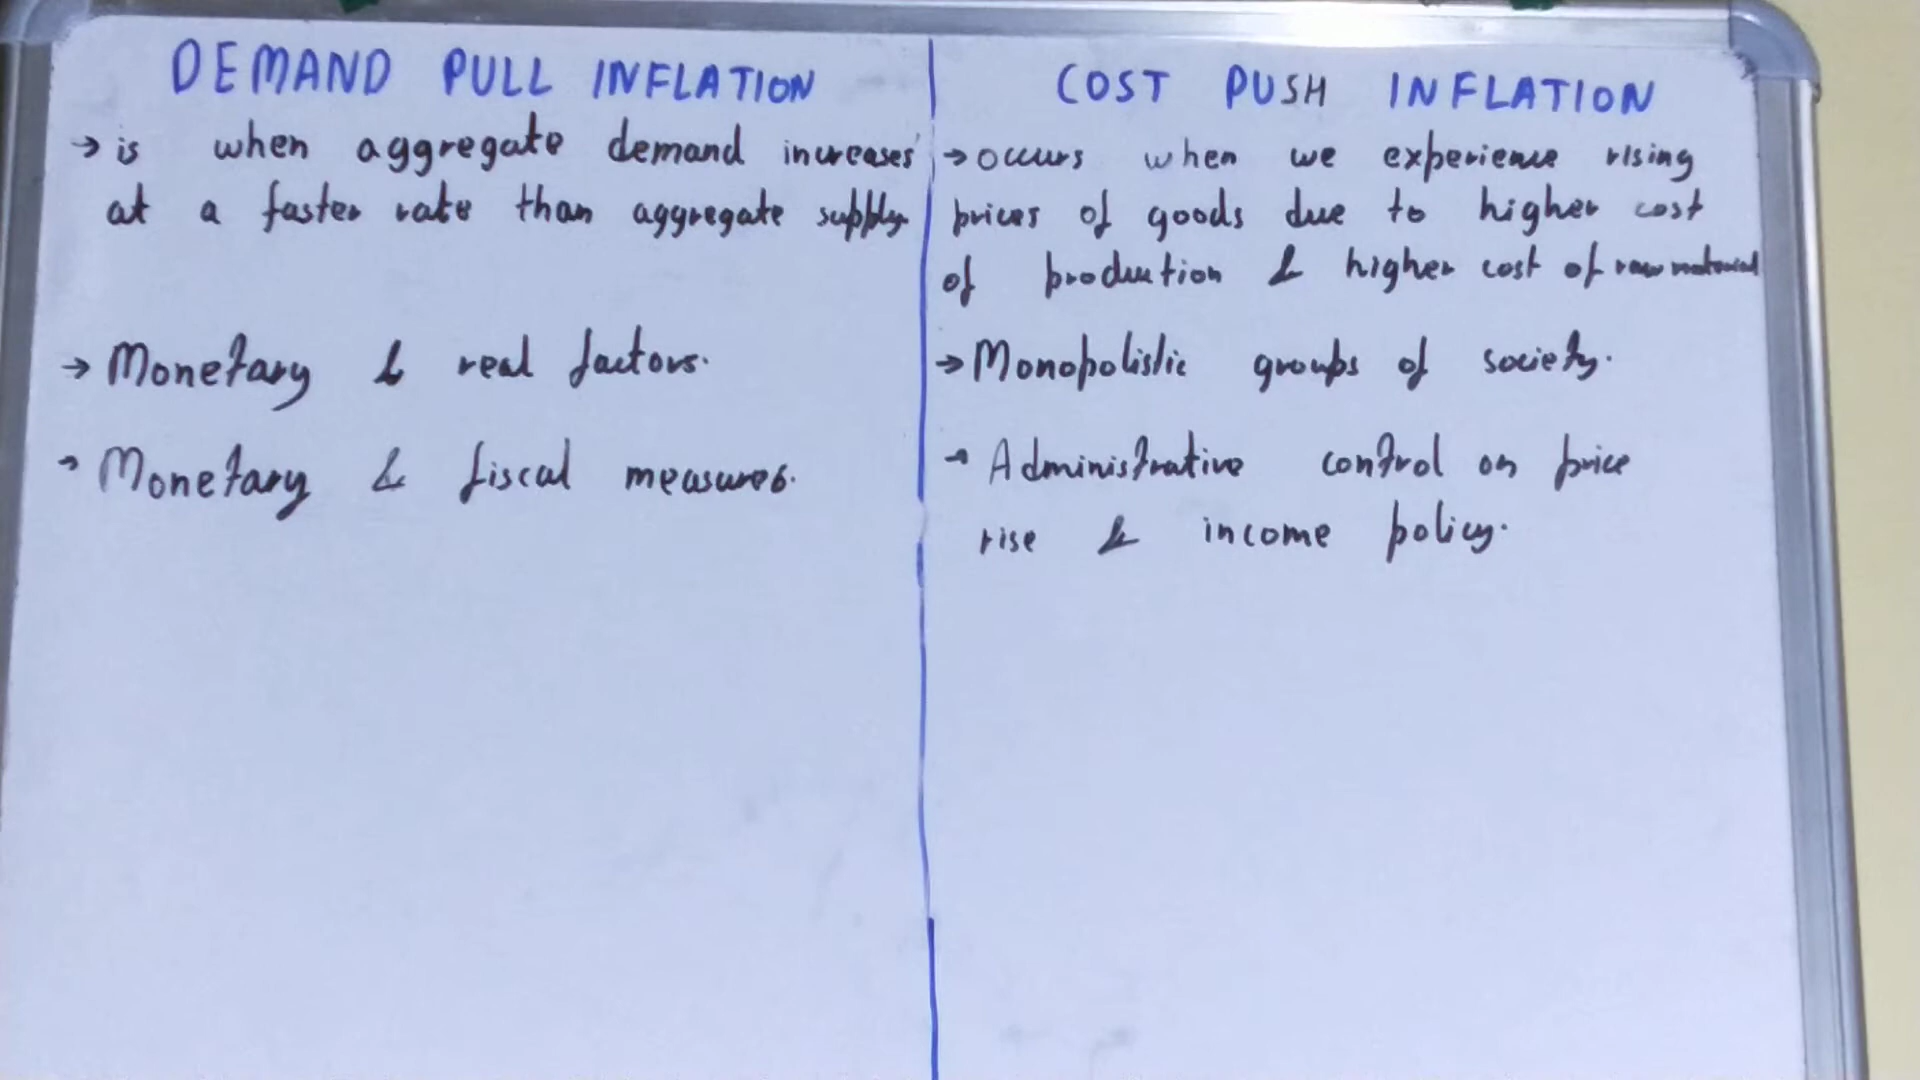 DEMAND PULL INFLATION
→ is when aggregate demand increases
at a faster rate than aggregate supply
→ Monetary & real factors.
→ Monetary & fiscal measures.
COST PUSH INFLATION
→ occurs when we experience rising
prices of goods due to higher cost
of production & higher cost of raw material
→ Monopolistic groups of society.
→ Administrative control on price
rise & income policy.